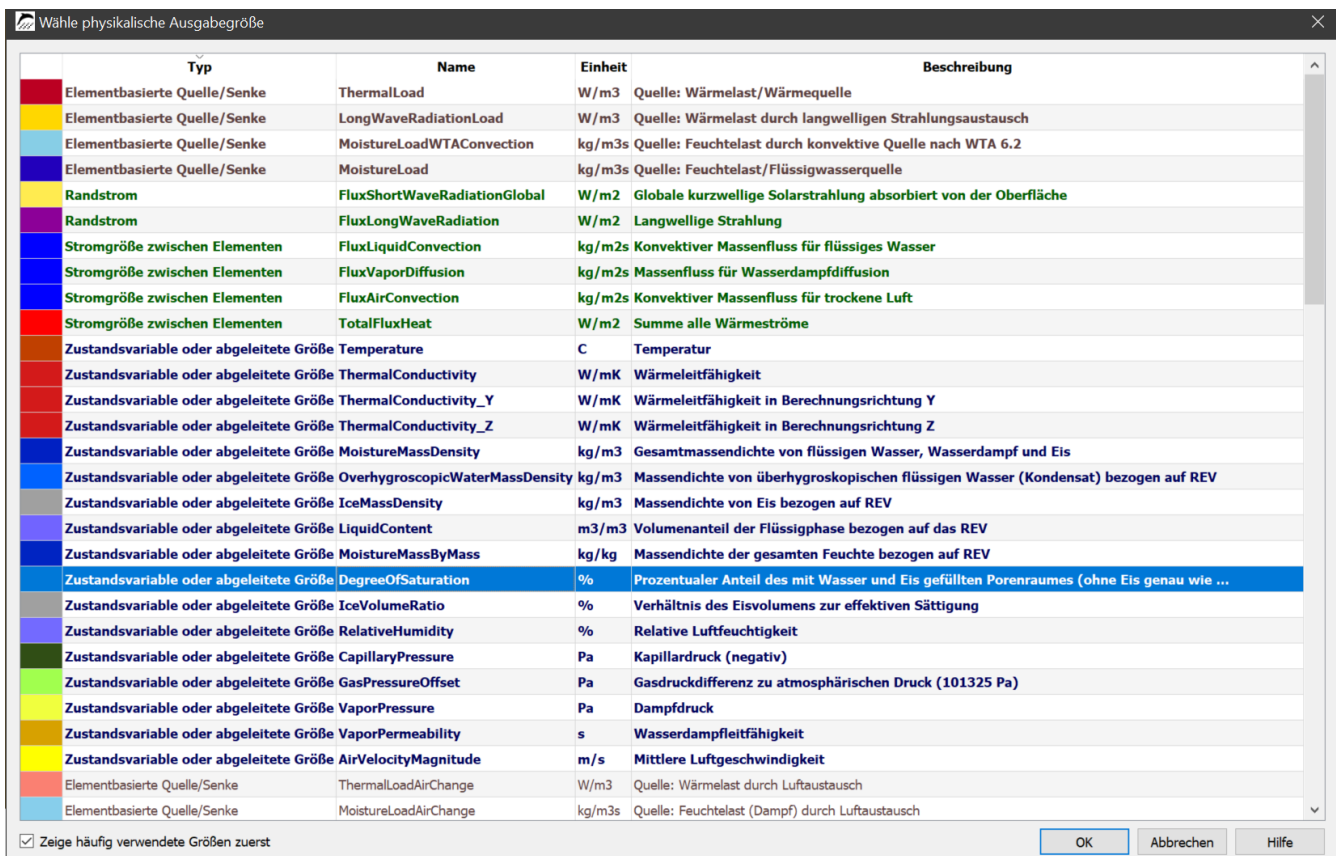 Wähle physikalische Ausgabegröße
Typ Name Einheit Beschreibung
Elementbasierte Quelle/Senke ThermalLoad W/m3 Quelle: Wärmelast/Wärmequelle
Elementbasierte Quelle/Senke LongWaveRadiationLoad W/m3 Quelle: Wärmelast durch langwelligen Strahlungsaustausch
Elementbasierte Quelle/Senke MoistureLoadWTAConvection kg/m3s Quelle: Feuchtelast durch konvektive Quelle nach WTA 6.2
Elementbasierte Quelle/Senke MoistureLoad kg/m3s Quelle: Feuchtelast/Flüssigwasserquelle
Randstrom FluxShortWaveRadiationGlobal W/m2 Globale kurzwellige Solarstrahlung absorbiert von der Oberfläche
Randstrom FluxLongWaveRadiation W/m2 Langwellige Strahlung
Stromgröße zwischen Elementen FluxLiquidConvection kg/m2s Konvektiver Massenfluss für flüssiges Wasser
Stromgröße zwischen Elementen FluxVaporDiffusion kg/m2s Massenfluss für Wasserdampfdiffusion
Stromgröße zwischen Elementen FluxAirConvection kg/m2s Konvektiver Massenfluss für trockene Luft
Stromgröße zwischen Elementen TotalFluxHeat W/m2 Summe alle Wärmeströme
Zustandsvariable oder abgeleitete Größe Temperature C Temperatur
Zustandsvariable oder abgeleitete Größe ThermalConductivity W/mK Wärmeleitfähigkeit
Zustandsvariable oder abgeleitete Größe ThermalConductivity_Y W/mK Wärmeleitfähigkeit in Berechnungsrichtung Y
Zustandsvariable oder abgeleitete Größe ThermalConductivity_Z W/mK Wärmeleitfähigkeit in Berechnungsrichtung Z
Zustandsvariable oder abgeleitete Größe MoistureMassDensity kg/m3 Gesamtmassendichte von flüssigen Wasser, Wasserdampf und Eis
Zustandsvariable oder abgeleitete Größe OverhygroscopicWaterMassDensity kg/m3 Massendichte von überhygroskopischen flüssigen Wasser (Kondensat) bezogen auf REV
Zustandsvariable oder abgeleitete Größe IceMassDensity kg/m3 Massendichte von Eis bezogen auf REV
Zustandsvariable oder abgeleitete Größe LiquidContent m3/m3 Volumenanteil der Flüssigphase bezogen auf das REV
Zustandsvariable oder abgeleitete Größe MoistureMassByMass kg/kg Massendichte der gesamten Feuchte bezogen auf REV
Zustandsvariable oder abgeleitete Größe DegreeOfSaturation % Prozentualer Anteil des mit Wasser und Eis gefüllten Porenraumes (ohne Eis genau wie ...
Zustandsvariable oder abgeleitete Größe IceVolumeRatio % Verhältnis des Eisvolumens zur effektiven Sättigung
Zustandsvariable oder abgeleitete Größe RelativeHumidity % Relative Luftfeuchtigkeit
Zustandsvariable oder abgeleitete Größe CapillaryPressure Pa Kapillardruck (negativ)
Zustandsvariable oder abgeleitete Größe GasPressureOffset Pa Gasdruckdifferenz zu atmosphärischen Druck (101325 Pa)
Zustandsvariable oder abgeleitete Größe VaporPressure Pa Dampfdruck
Zustandsvariable oder abgeleitete Größe VaporPermeability s Wasserdampfleitfähigkeit
Zustandsvariable oder abgeleitete Größe AirVelocityMagnitude m/s Mittlere Luftgeschwindigkeit
Elementbasierte Quelle/Senke ThermalLoadAirChange W/m3 Quelle: Wärmelast durch Luftaustausch
Elementbasierte Quelle/Senke MoistureLoadAirChange kg/m3s Quelle: Feuchtelast (Dampf) durch Luftaustausch
Zeige häufig verwendete Größen zuerst OK Abbrechen Hilfe